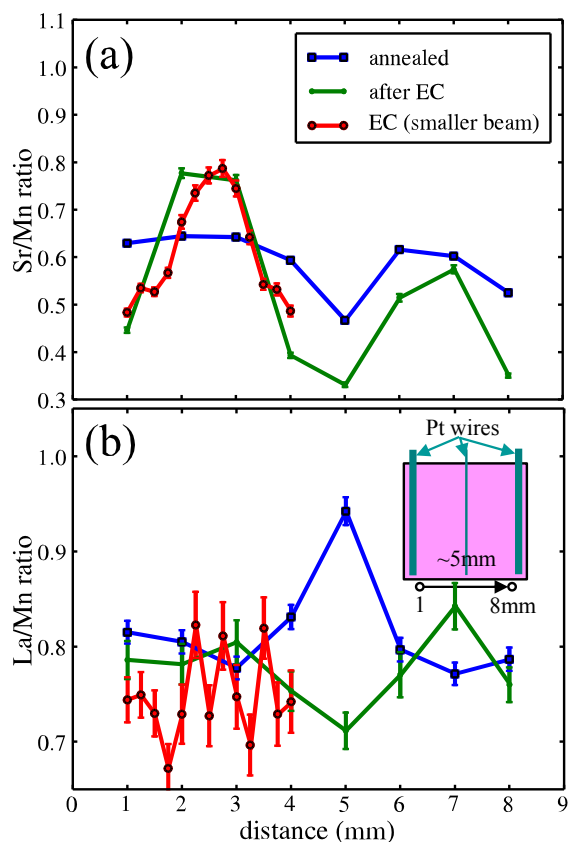 1.1
(a)
annealed
after EC
EC (smaller beam)
1.0
0.9
0.8
0.7
0.6
0.5
0.4
0.3
Sr/Mn ratio
(b)
Pt wires
~5mm
1
8mm
1.0
0.9
0.8
0.7
La/Mn ratio
0 1 2 3 4 5 6 7 8 9
distance (mm)